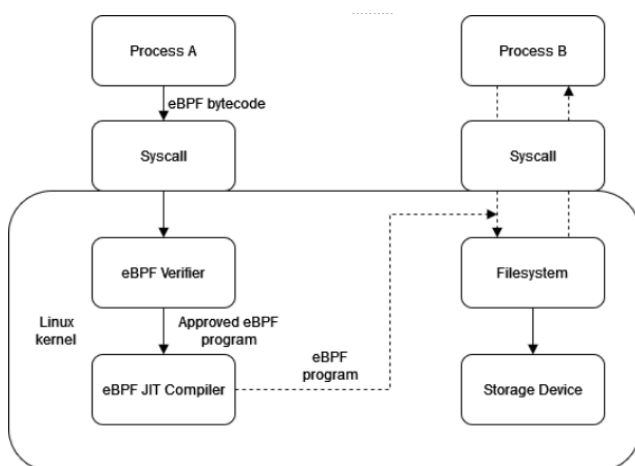 Process A
Process B
eBPF bytecode
Syscall
Syscall
eBPF Verifier
Filesystem
Linux
kernel
Approved eBPF
program
eBPF
program
eBPF JIT Compiler
Storage Device